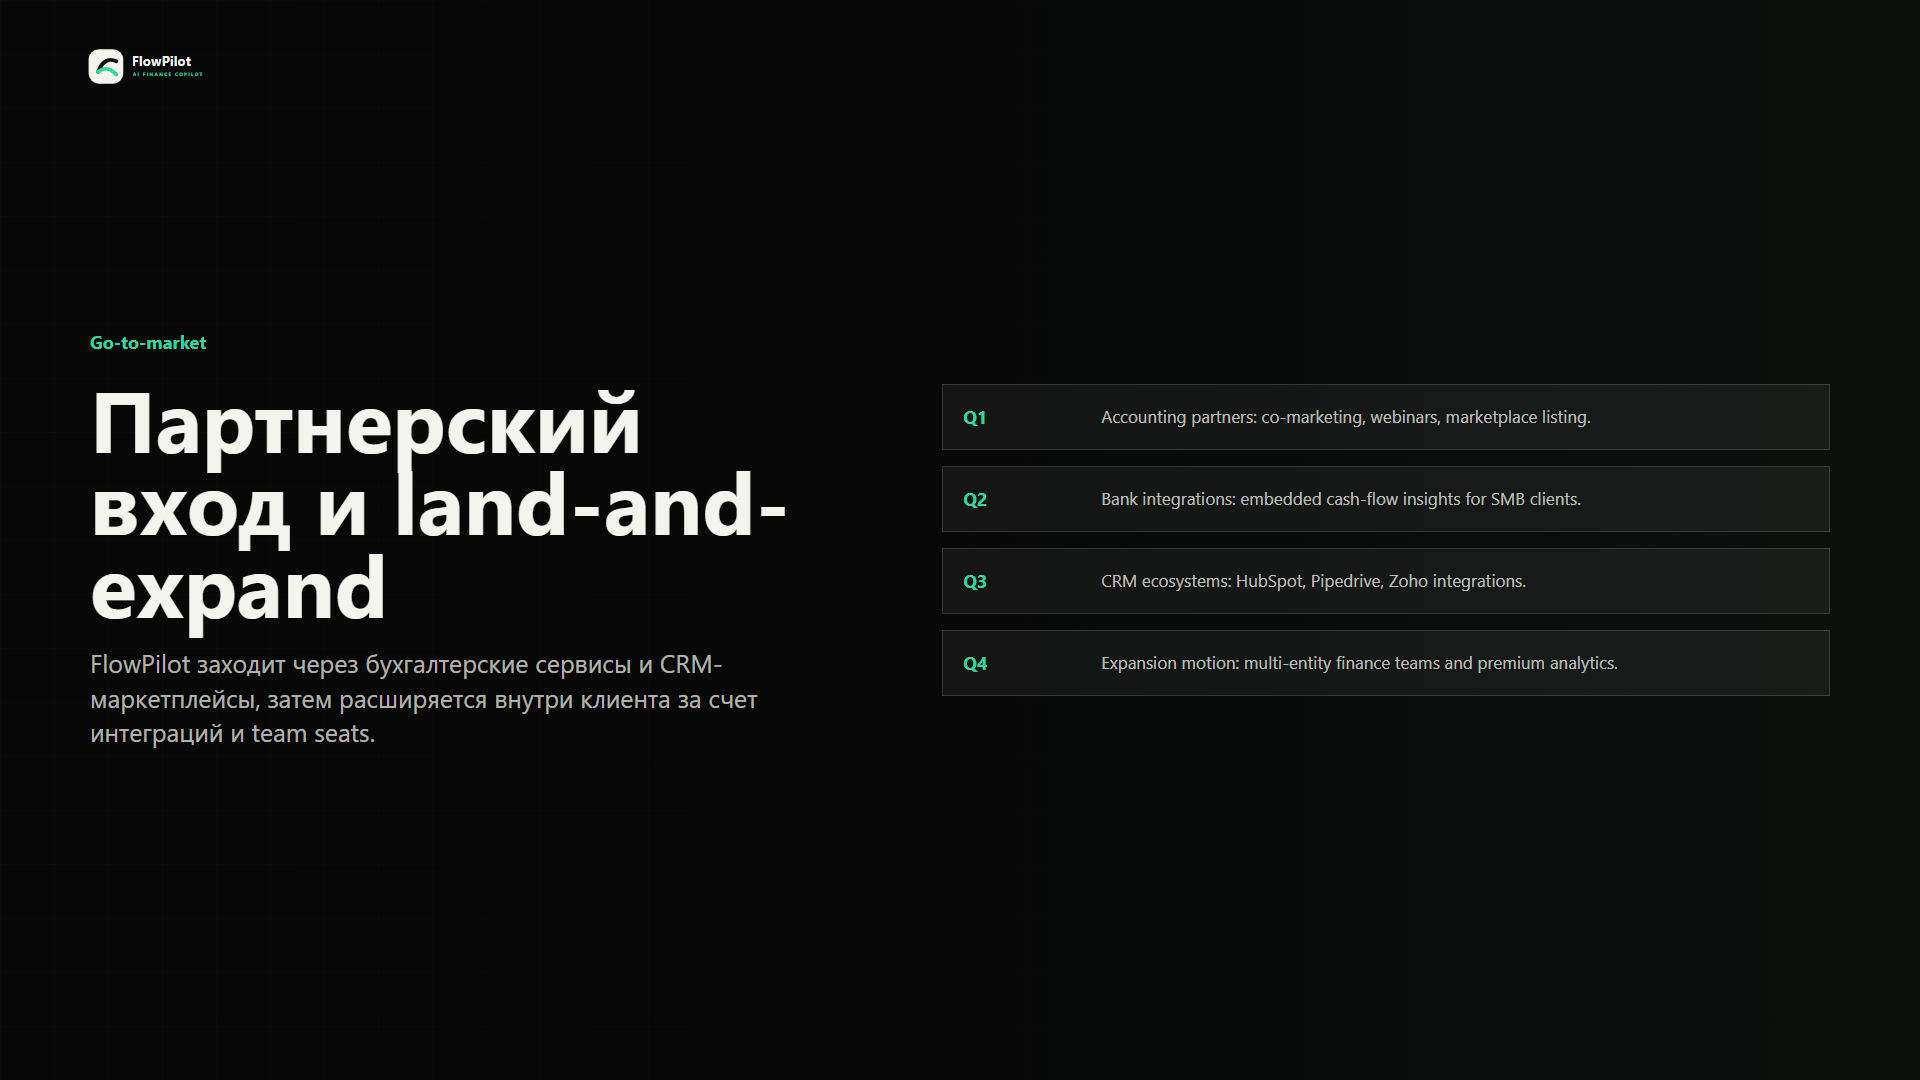 FlowPilot
AI FINANCE COPILOT
Go-to-market
Партнерский
вход и land-and-
expand
FlowPilot заходит через бухгалтерские сервисы и CRM-
маркетплейсы, затем расширяется внутри клиента за счет
интеграций и team seats.
Q1 Accounting partners: co-marketing, webinars, marketplace listing.
Q2 Bank integrations: embedded cash-flow insights for SMB clients.
Q3 CRM ecosystems: HubSpot, Pipedrive, Zoho integrations.
Q4 Expansion motion: multi-entity finance teams and premium analytics.